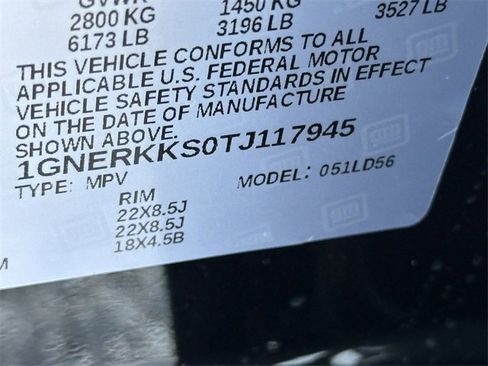 GVWR
2800 KG 1450 KG
6173 LB 3196 LB 3527 LB
THIS VEHICLE CONFORMS TO ALL
APPLICABLE U.S. FEDERAL MOTOR
VEHICLE SAFETY STANDARDS IN EFFECT
ON THE DATE OF MANUFACTURE
SHOWN ABOVE.
1GNERKKS0TJ117945
TYPE: MPV MODEL: 051LD56
RIM
22X8.5J
22X8.5J
18X4.5B
M